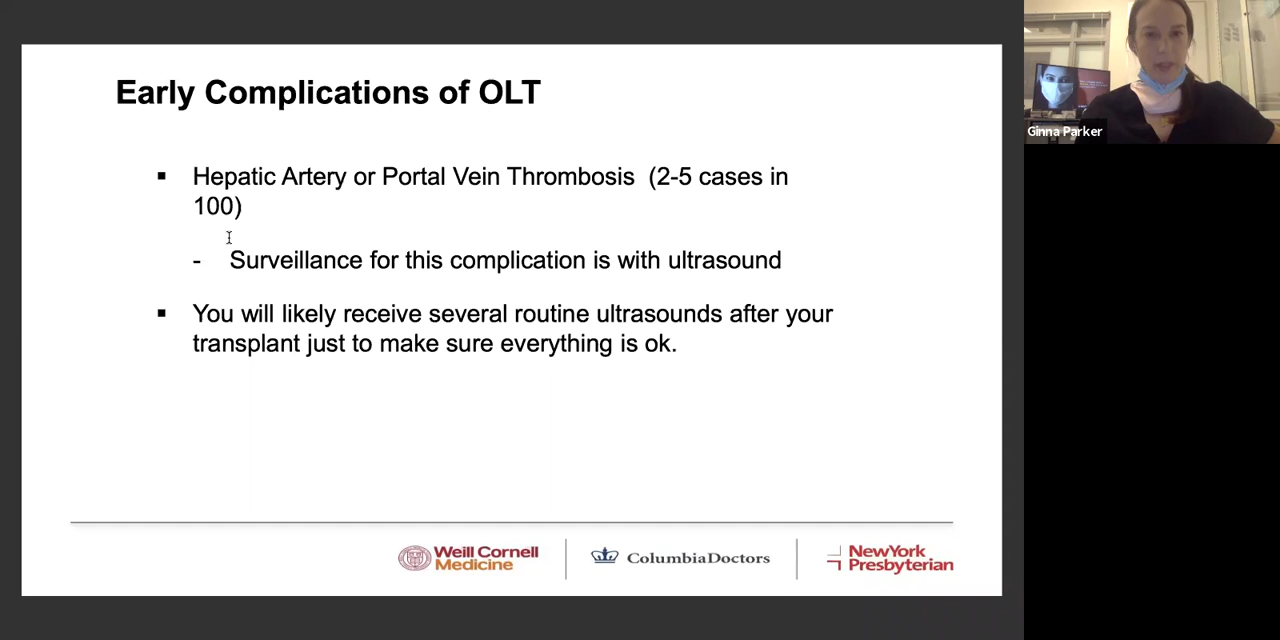 Early Complications of OLT
▪ Hepatic Artery or Portal Vein Thrombosis (2-5 cases in
100)
- Surveillance for this complication is with ultrasound
▪ You will likely receive several routine ultrasounds after your
transplant just to make sure everything is ok.
Weill Cornell
Medicine
ColumbiaDoctors
NewYork
Presbyterian
Ginna Parker